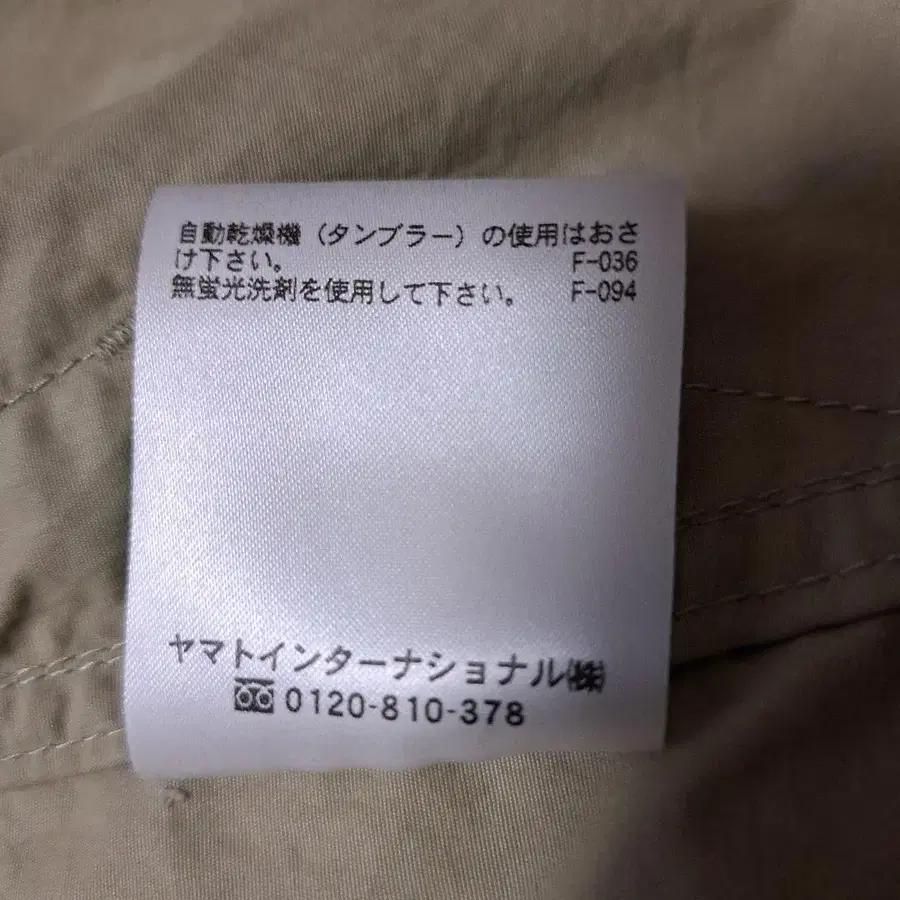 自動乾燥機（タンブラー）の使用はおさ
け下さい。 F-036
無蛍光洗剤を使用して下さい。 F-094
ヤマトインターナショナル㈱
0120-810-378